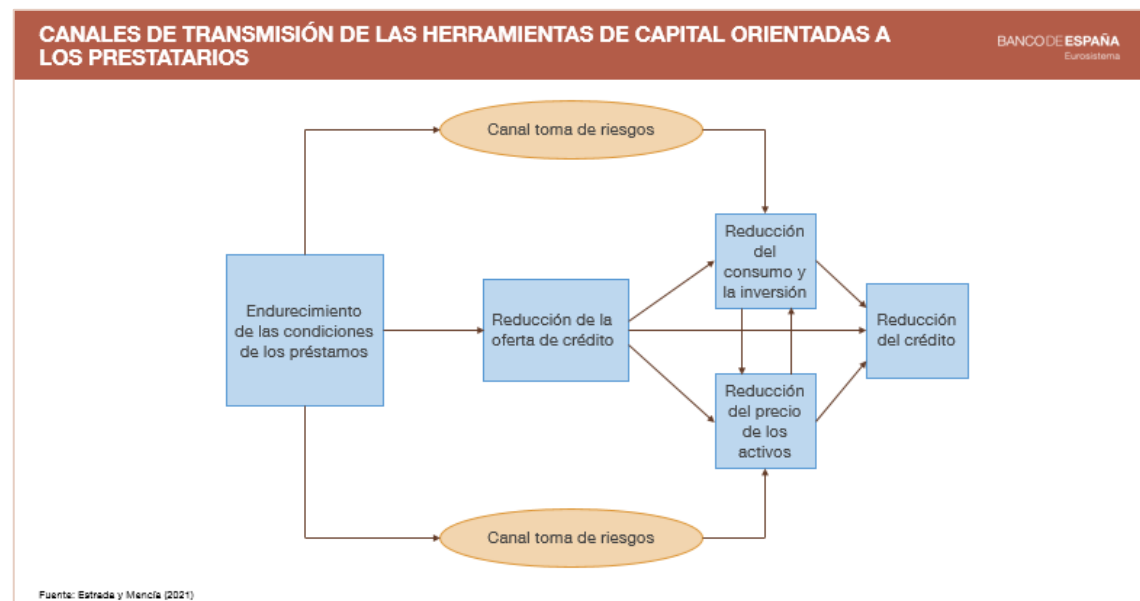 CANALES DE TRANSMISIÓN DE LAS HERRAMIENTAS DE CAPITAL ORIENTADAS A
LOS PRESTATARIOS
BANCO DE ESPAÑA
Eurosistema
Canal toma de riesgos
Endurecimiento
de las condiciones
de los préstamos
Reducción de la
oferta de crédito
Reducción
del
consumo y
la inversión
Reducción
del crédito
Reducción
del precio
de los
activos
Canal toma de riesgos
Fuente: Estrada y Mencía (2021)